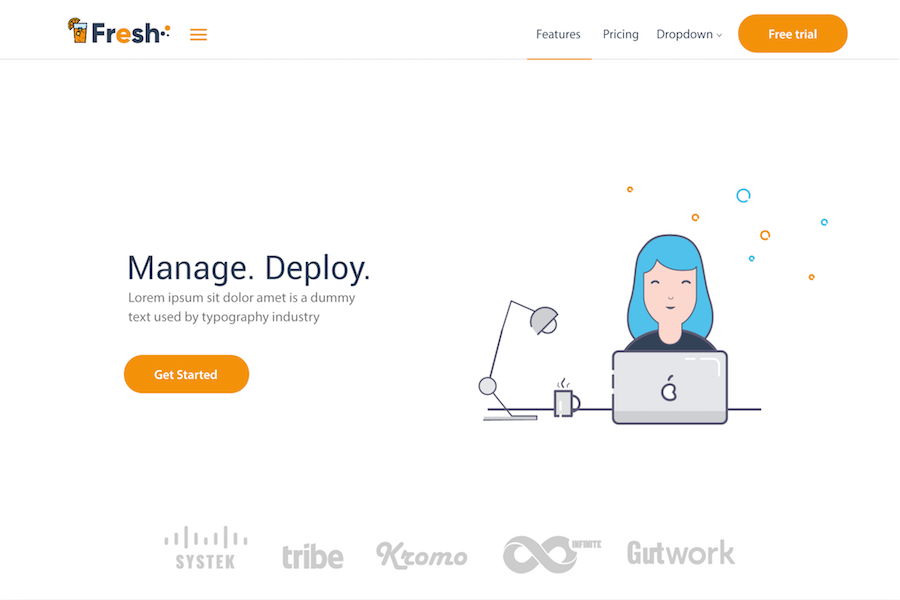 Fresh
Features
Pricing
Dropdown
Free trial
Manage. Deploy.
Lorem ipsum sit dolor amet is a dummy
text used by typography industry
Get Started
SYSTEK
tribe
Kromo
INFINITE
Gutwork